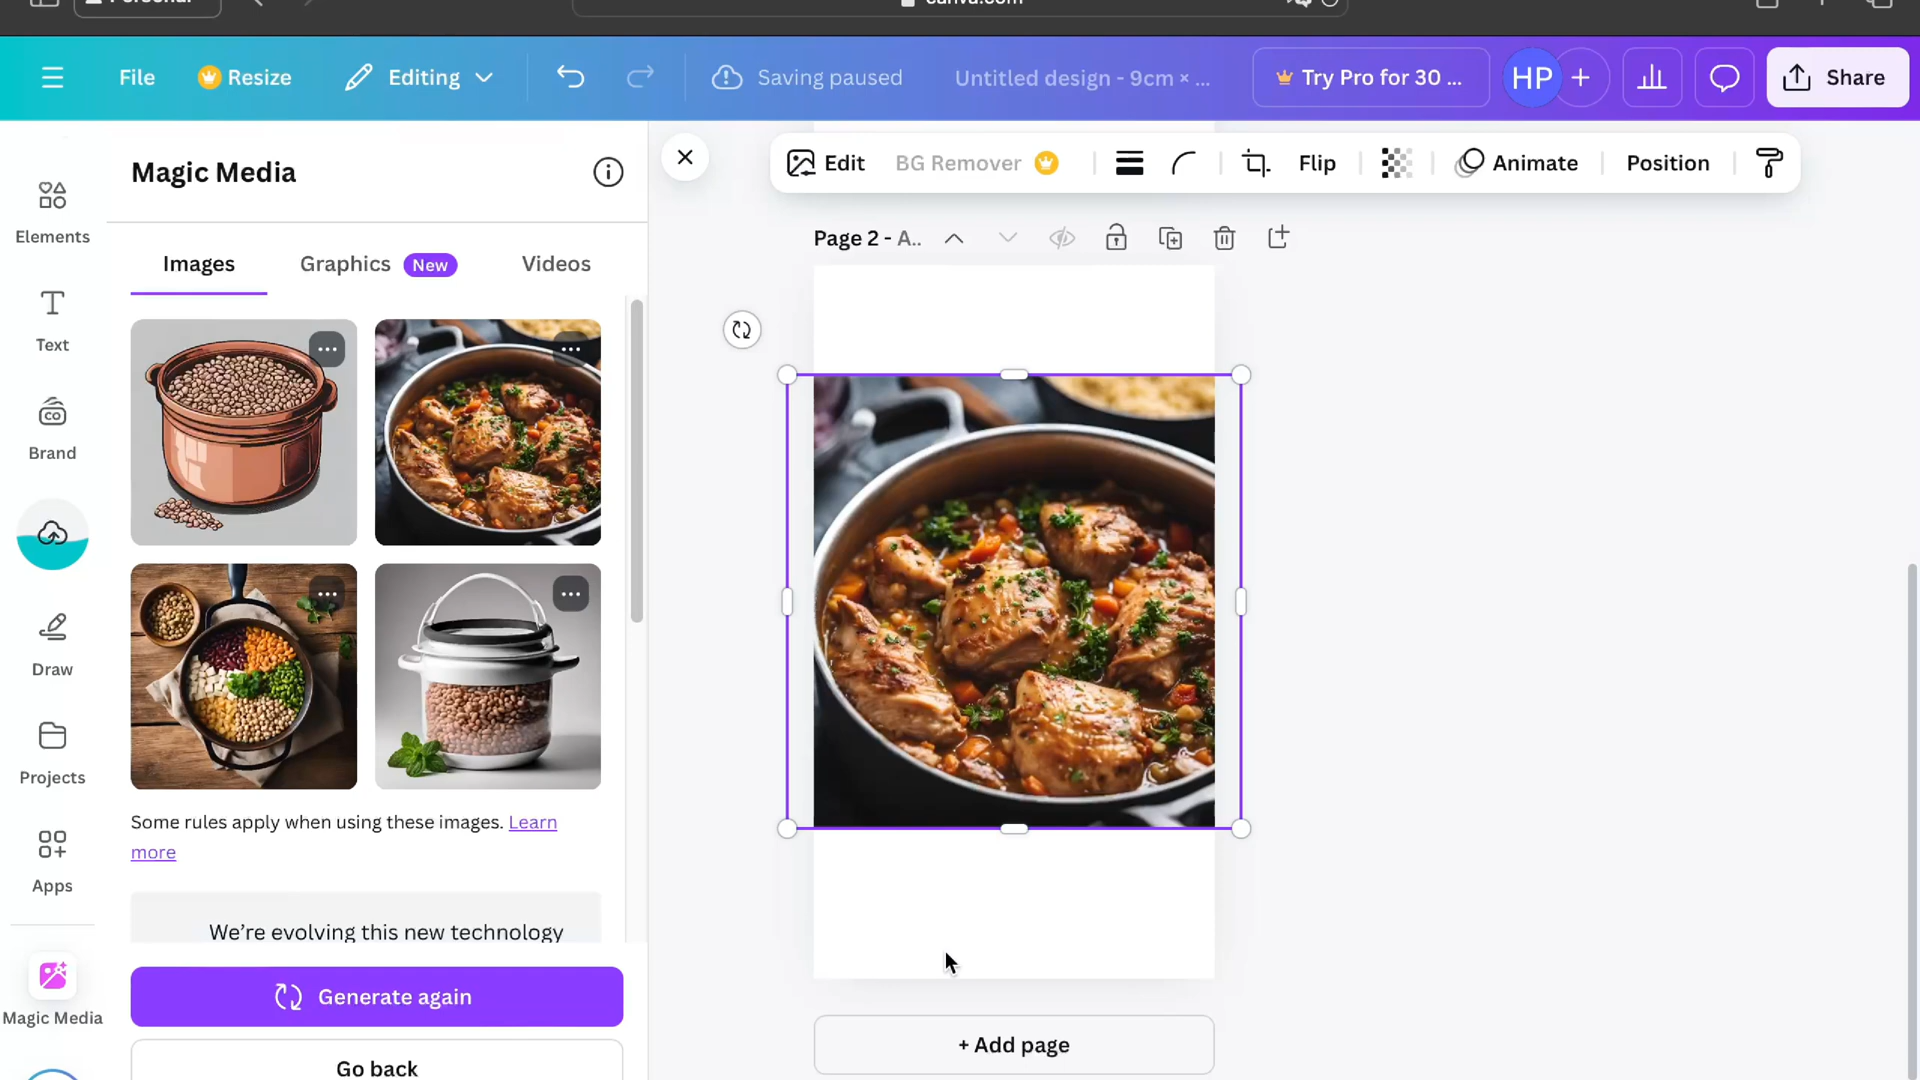 Personal
canva.com
File
Resize
Editing
Saving paused
Untitled design - 9cm × ...
Try Pro for 30 ...
HP
+
Share
Elements
Text
Brand
Draw
Projects
Apps
Magic Media
Magic Media
Images
Graphics New
Videos
Some rules apply when using these images. Learn
more
We're evolving this new technology
Generate again
Go back
Edit
BG Remover
Flip
Animate
Position
Page 2 - A..
+ Add page